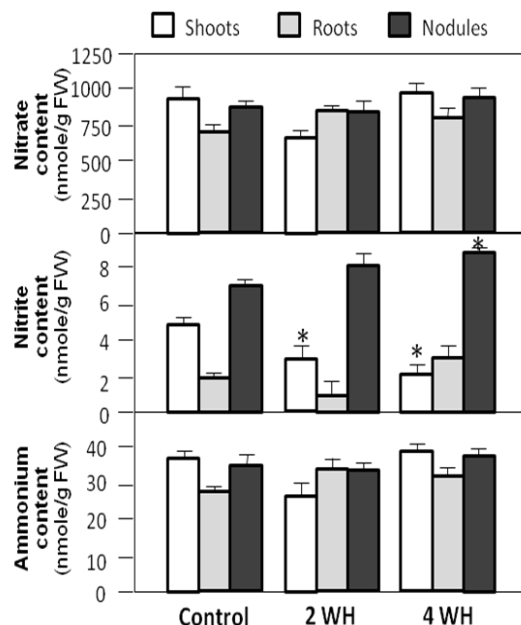 Shoots Roots Nodules
1250
1000
750
500
250
0
Nitrate
content
(nmole/g FW)
8
6
4
2
0
Nitrite
content
(nmole/g FW)
* * *
40
30
20
10
0
Ammonium
content
(nmole/g FW)
Control 2 WH 4 WH